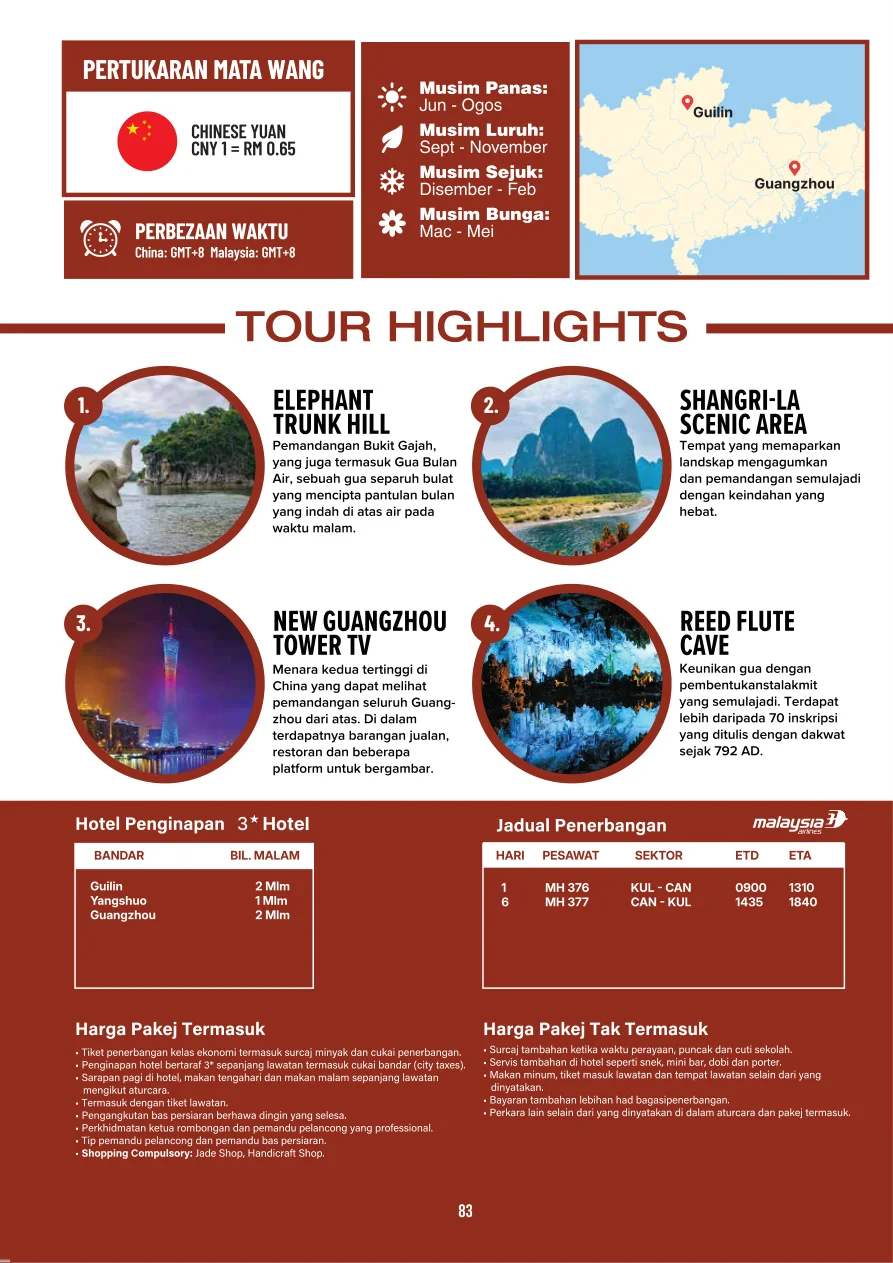 PERTUKARAN MATA WANG
CHINESE YUAN
CNY 1 = RM 0.65
PERBEZAAN WAKTU
China: GMT+8 Malaysia: GMT+8
Musim Panas:
Jun - Ogos
Musim Luruh:
Sept - November
Musim Sejuk:
Disember - Feb
Musim Bunga:
Mac - Mei
Guilin
Guangzhou
TOUR HIGHLIGHTS
1.
ELEPHANT
TRUNK HILL
Pemandangan Bukit Gajah,
yang juga termasuk Gua Bulan
Air, sebuah gua separuh bulat
yang mencipta pantulan bulan
yang indah di atas air pada
waktu malam.
2.
SHANGRI-LA
SCENIC AREA
Tempat yang memaparkan
landskap mengagumkan
dan pemandangan semulajadi
dengan keindahan yang
hebat.
3.
NEW GUANGZHOU
TOWER TV
Menara kedua tertinggi di
China yang dapat melihat
pemandangan seluruh Guang-
zhou dari atas. Di dalam
terdapatnya barangan jualan,
restoran dan beberapa
platform untuk bergambar.
4.
REED FLUTE
CAVE
Keunikan gua dengan
pembentukanstalakmit
yang semulajadi. Terdapat
lebih daripada 70 inskripsi
yang ditulis dengan dakwat
sejak 792 AD.
Hotel Penginapan 3★ Hotel
BANDAR BIL. MALAM
Guilin 2 Mlm
Yangshuo 1 Mlm
Guangzhou 2 Mlm
Jadual Penerbangan
malaysia
airlines
HARI PESAWAT SEKTOR ETD ETA
1 MH 376 KUL - CAN 0900 1310
6 MH 377 CAN - KUL 1435 1840
Harga Pakej Termasuk
• Tiket penerbangan kelas ekonomi termasuk surcaj minyak dan cukai penerbangan.
• Penginapan hotel bertaraf 3* sepanjang lawatan termasuk cukai bandar (city taxes).
• Sarapan pagi di hotel, makan tengahari dan makan malam sepanjang lawatan
mengikut aturcara.
• Termasuk dengan tiket lawatan.
• Pengangkutan bas persiaran berhawa dingin yang selesa.
• Perkhidmatan ketua rombongan dan pemandu pelancong yang professional.
• Tip pemandu pelancong dan pemandu bas persiaran.
• Shopping Compulsory: Jade Shop, Handicraft Shop.
Harga Pakej Tak Termasuk
• Surcaj tambahan ketika waktu perayaan, puncak dan cuti sekolah.
• Servis tambahan di hotel seperti snek, mini bar, dobi dan porter.
• Makan minum, tiket masuk lawatan dan tempat lawatan selain dari yang
dinyatakan.
• Bayaran tambahan lebihan had bagasipenerbangan.
• Perkara lain selain dari yang dinyatakan di dalam aturcara dan pakej termasuk.
83